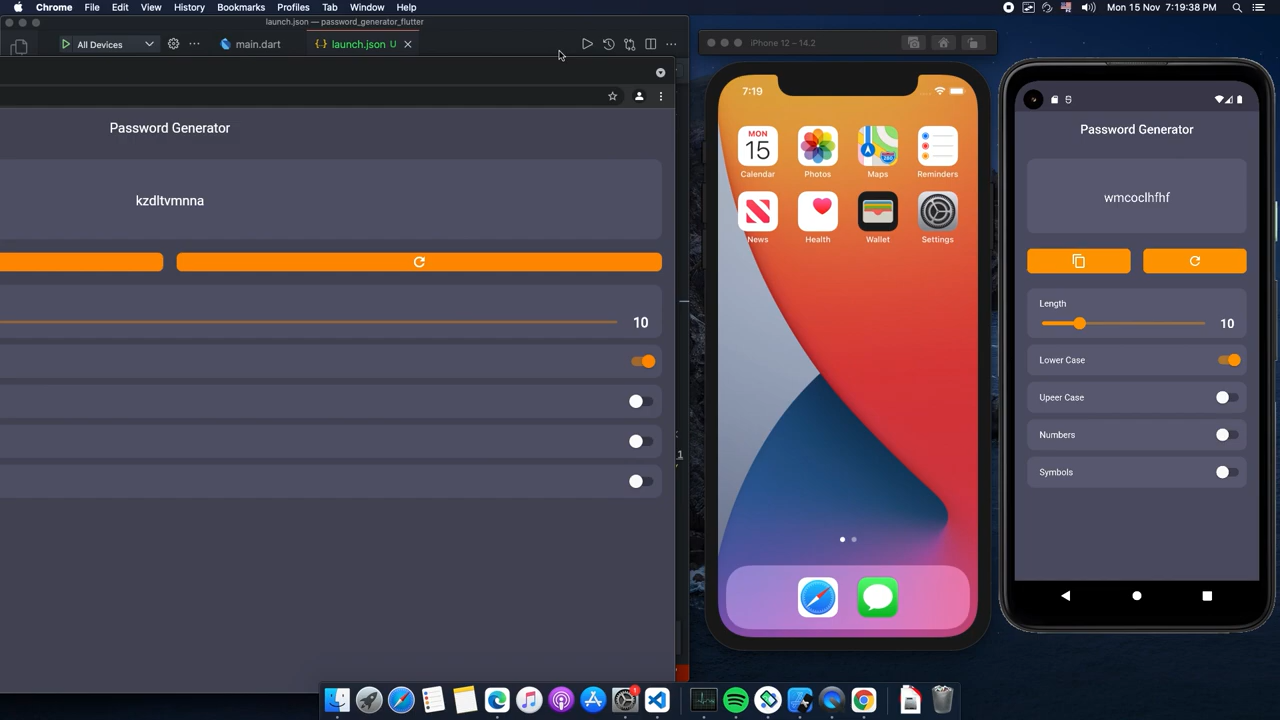 Chrome File Edit View History Bookmarks Profiles Tab Window Help Mon 15 Nov 7:19:38 PM
launch.json — password_generator_flutter
All Devices main.dart launch.json U
Password Generator
kzdltvmnna
10
iPhone 12 – 14.2
7:19
MON
15
Calendar Photos Maps Reminders
News Health Wallet Settings
Password Generator
wmcoclhfhf
Length
10
Lower Case
Upeer Case
Numbers
Symbols
1